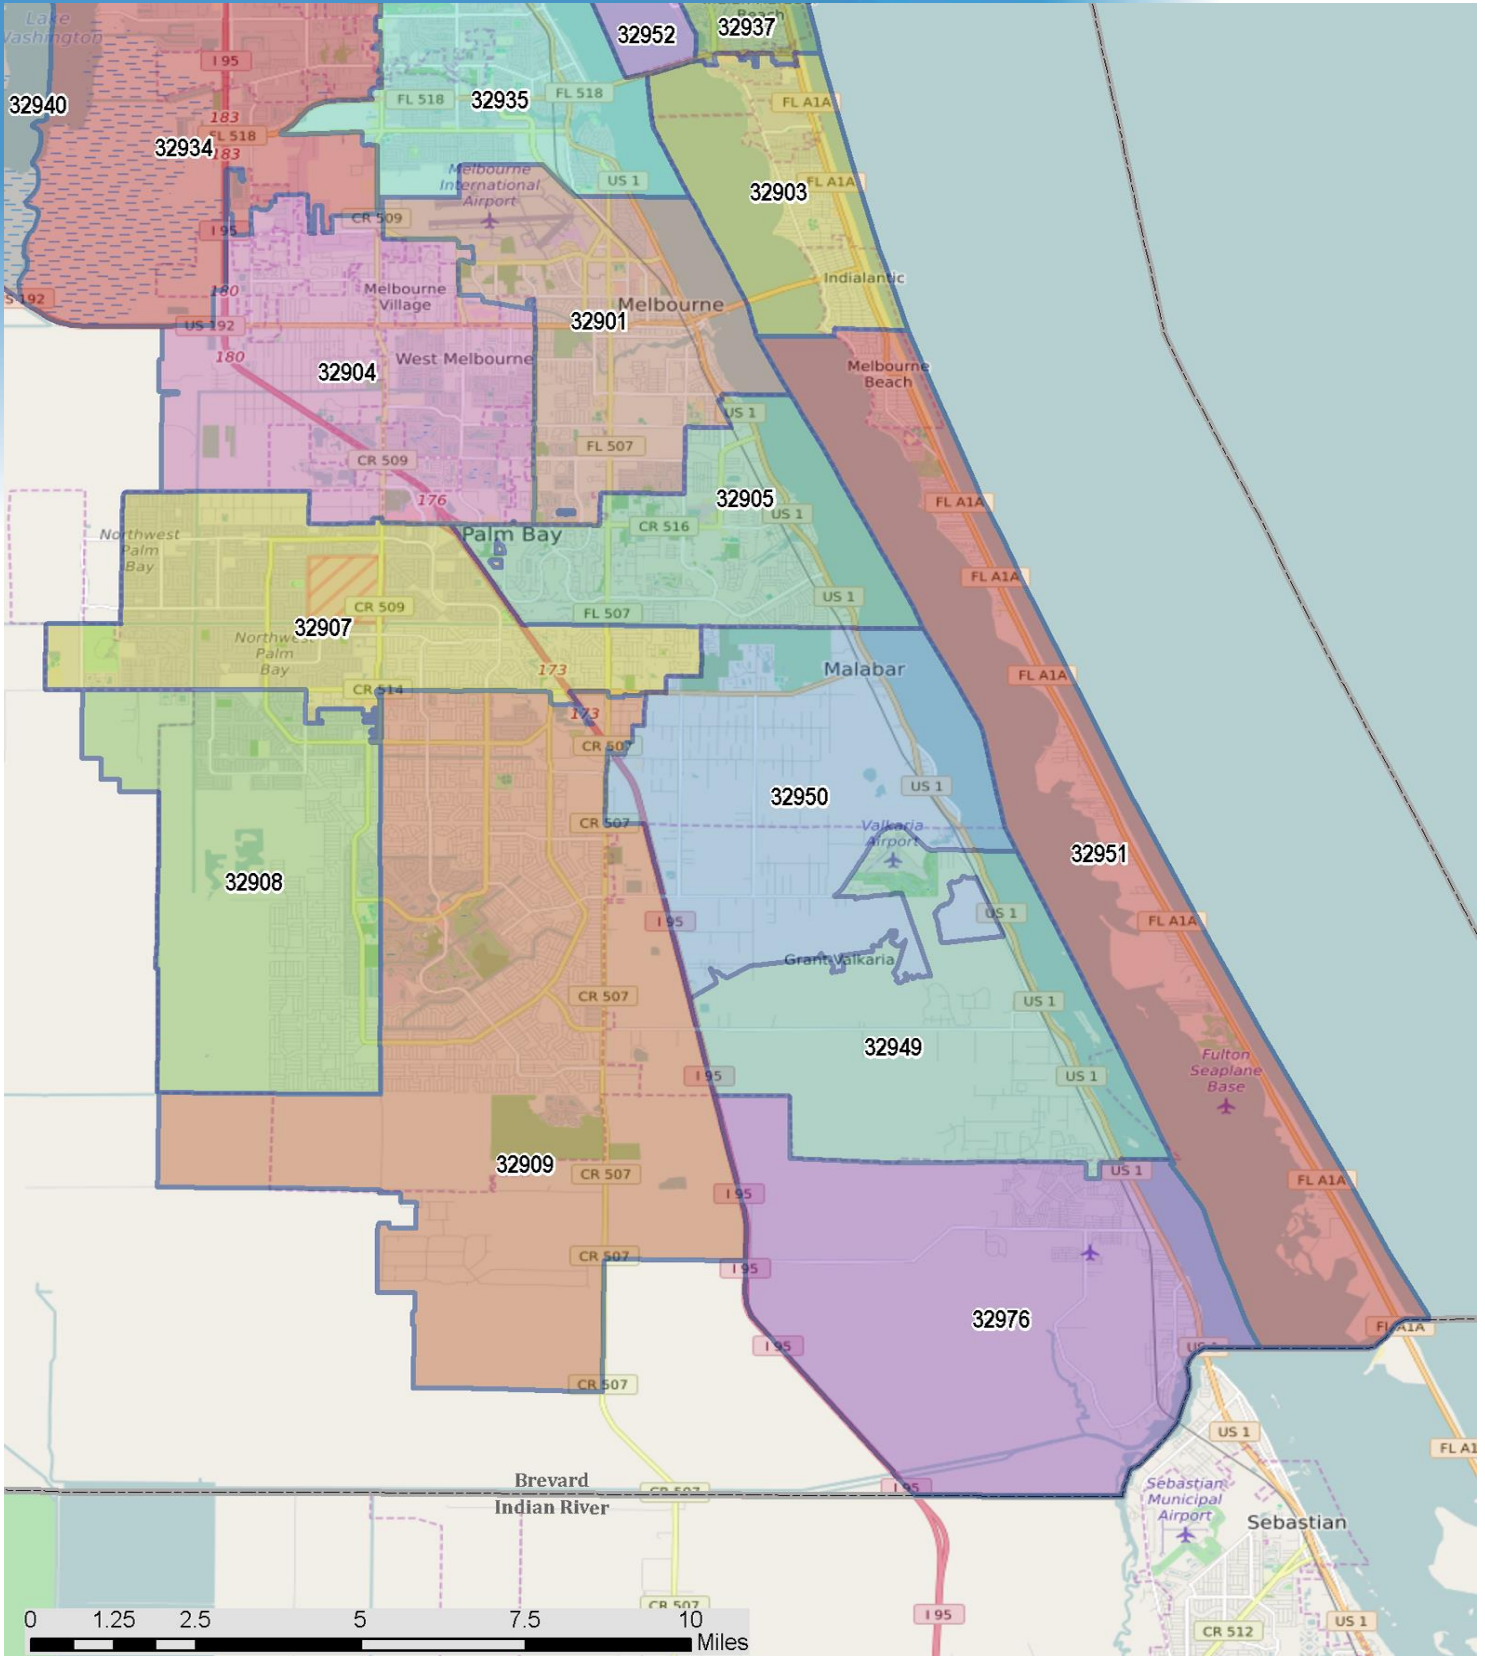 Lake
Washington
Beach
32952
32937
I 95
32940
FL 518
32935
FL 518
FL A1A
183
FL 518
32934
183
Melbourne
International
Airport
US 1
FL A1A
32903
CR 509
I 95
Indialantic
180
Melbourne
Village
S 192
Melbourne
US 192
32901
180
West Melbourne
32904
Melbourne
Beach
US 1
FL 507
CR 509
176
32905
FL A1A
US 1
CR 516
Northwest
Palm
Bay
Palm Bay
FL A1A
US 1
CR 509
FL 507
32907
Northwest
Palm
Bay
173
Malabar
FL A1A
CR 514
173
CR 507
US 1
32950
CR 507
Valkaria
Airport
32951
32908
US 1
I 95
FL A1A
Grant-Valkaria
CR 507
US 1
32949
Fulton
Seaplane
Base
I 95
US 1
32909
CR 507
US 1
I 95
FL A1A
CR 507
I 95
32976
FL A1A
I 95
US 1
CR 507
US 1
FL A1
Brevard
I 95
CR 507
Indian River
Sebastian
Municipal
Airport
Sebastian
CR 507
I 95
US 1
CR 512
0 1.25 2.5 5 7.5 10
Miles